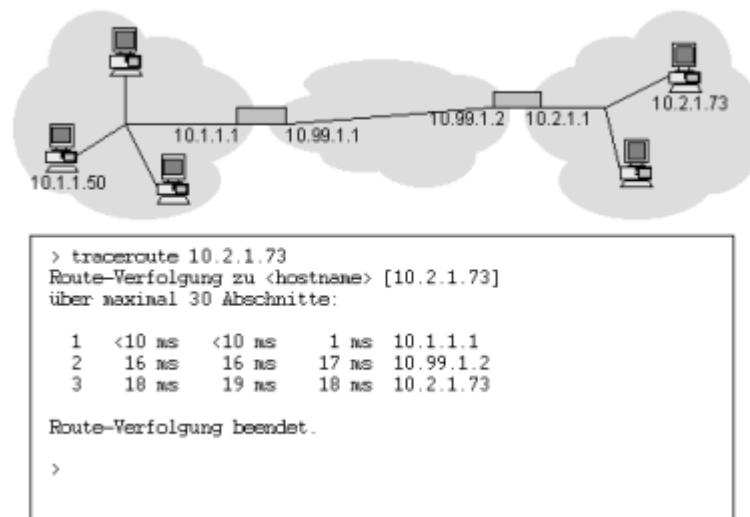 10.2.1.73
10.1.1.1 10.99.1.1 10.99.1.2 10.2.1.1
10.1.1.50
> traceroute 10.2.1.73
Route-Verfolgung zu <hostname> [10.2.1.73]
über maximal 30 Abschnitte:
1 <10 ms <10 ms 1 ms 10.1.1.1
2 16 ms 16 ms 17 ms 10.99.1.2
3 18 ms 19 ms 18 ms 10.2.1.73
Route-Verfolgung beendet.
>